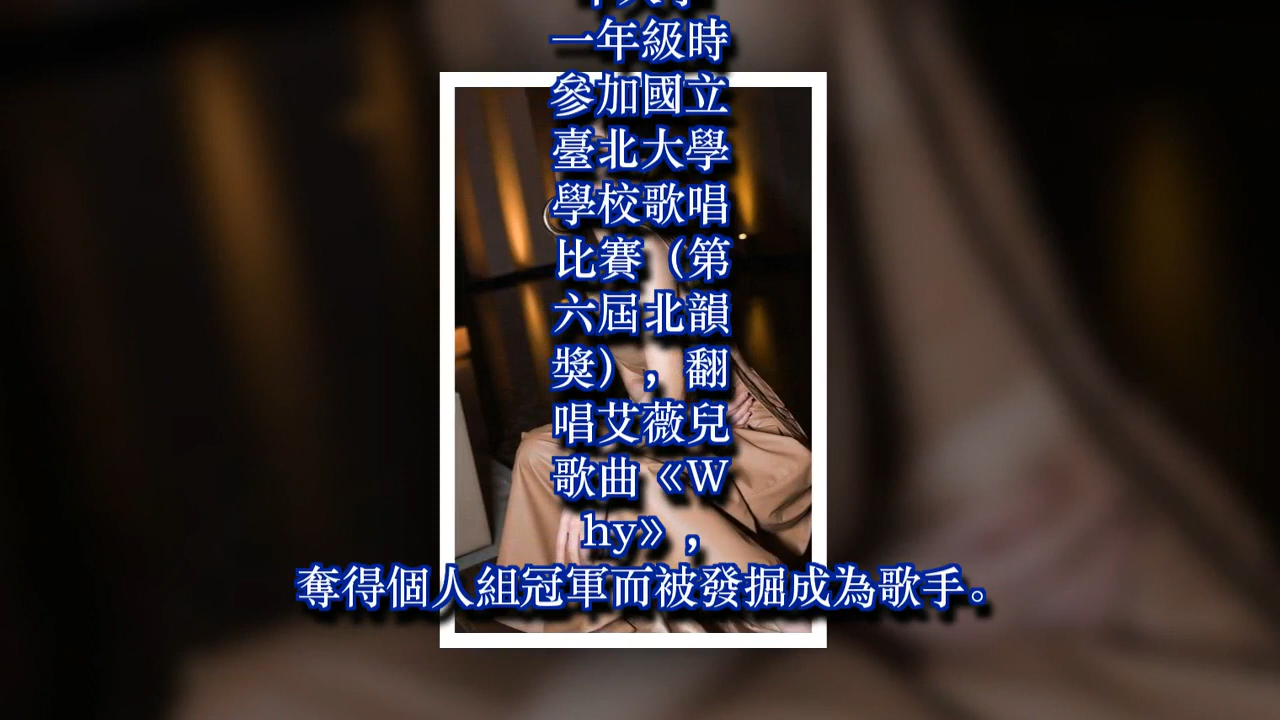 一年級時
參加國立
臺北大學
學校歌唱
比賽（第
六屆北韻
獎），翻
唱艾薇兒
歌曲《W
hy》，
奪得個人組冠軍而被發掘成為歌手。